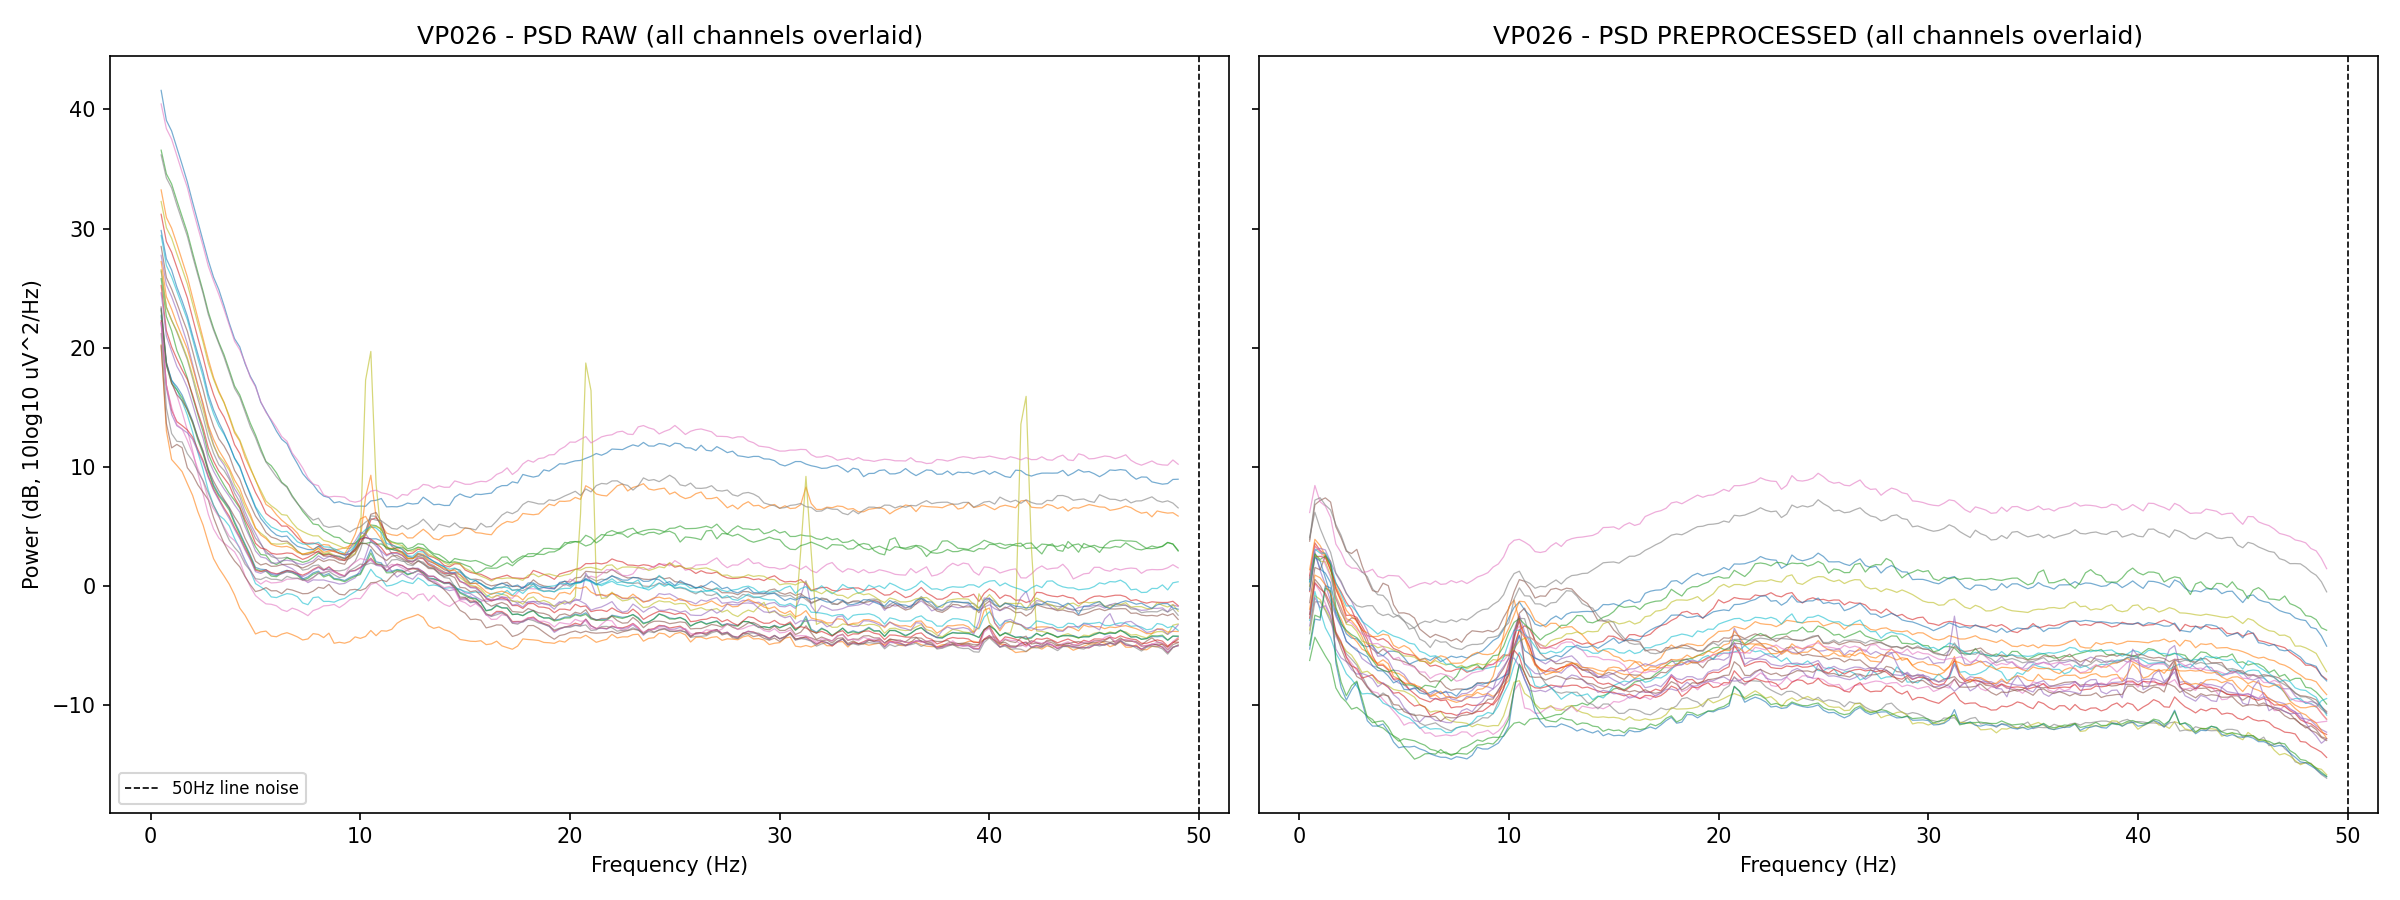 VP026 - PSD RAW (all channels overlaid)
VP026 - PSD PREPROCESSED (all channels overlaid)
Power (dB, 10log10 uV^2/Hz)
40
30
20
10
0
−10
50Hz line noise
0 10 20 30 40 50
0 10 20 30 40 50
Frequency (Hz)
Frequency (Hz)